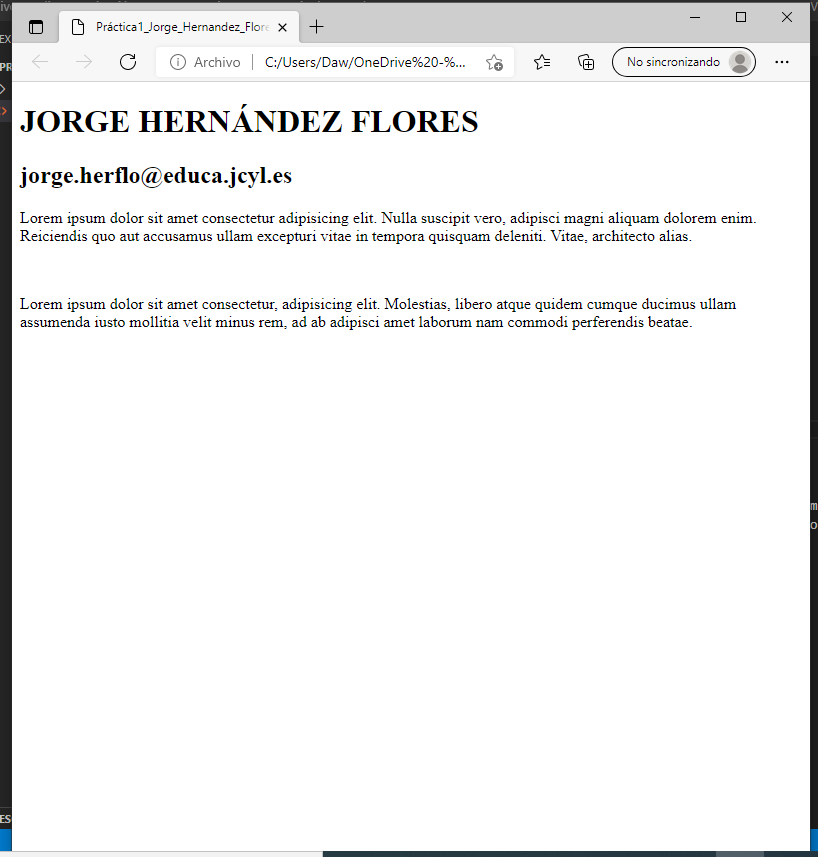 Práctica1_Jorge_Hernandez_Flore
Archivo
C:/Users/Daw/OneDrive%20-%...
No sincronizando
JORGE HERNÁNDEZ FLORES
jorge.herflo@educa.jcyl.es
Lorem ipsum dolor sit amet consectetur adipisicing elit. Nulla suscipit vero, adipisci magni aliquam dolorem enim.
Reiciendis quo aut accusamus ullam excepturi vitae in tempora quisquam deleniti. Vitae, architecto alias.
Lorem ipsum dolor sit amet consectetur, adipisicing elit. Molestias, libero atque quidem cumque ducimus ullam
assumenda iusto mollitia velit minus rem, ad ab adipisci amet laborum nam commodi perferendis beatae.